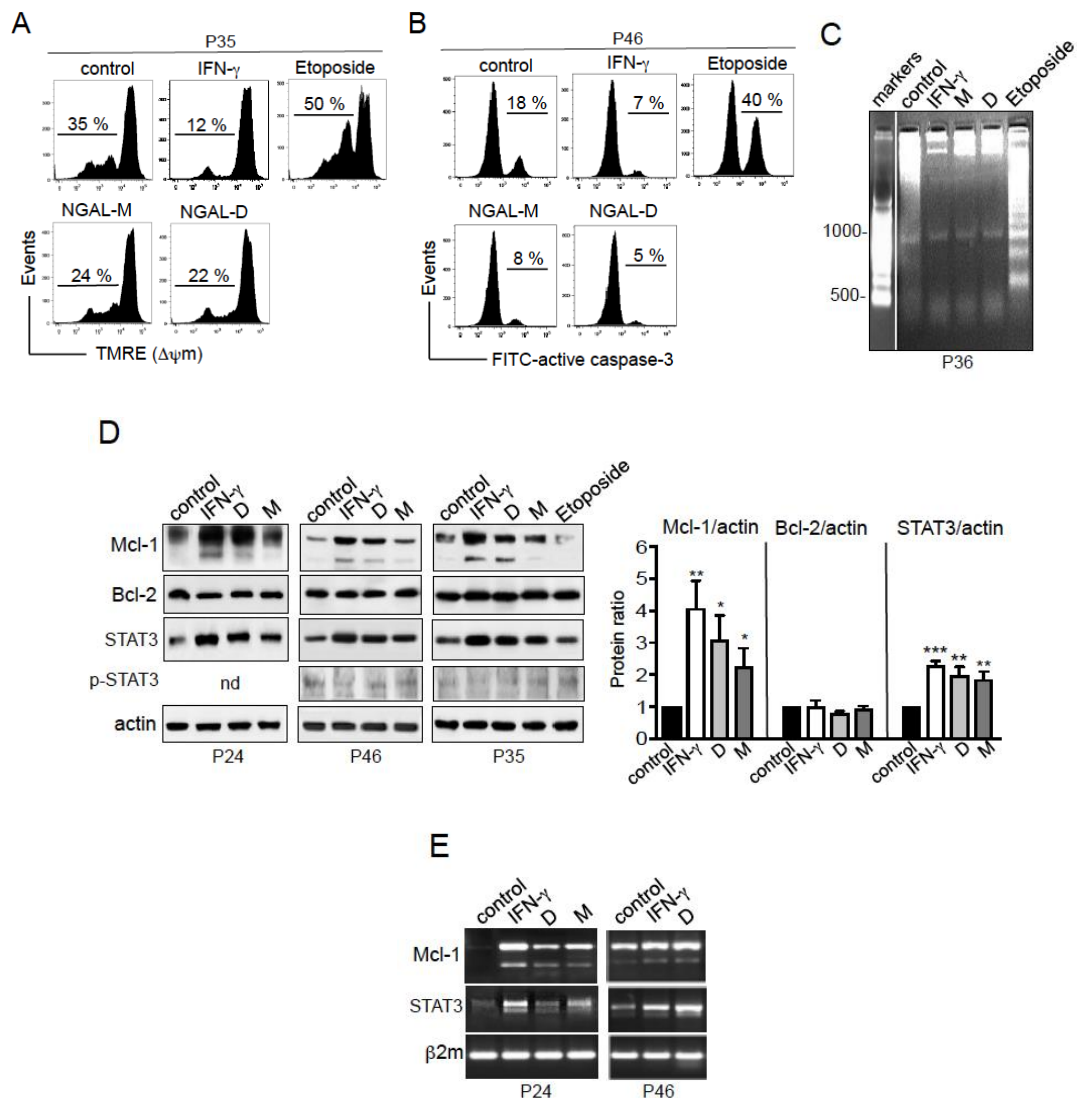 A
P35
control IFN-γ Etoposide
35 % 12 % 50 %
NGAL-M NGAL-D
24 % 22 %
Events
TMRE (Δψm)
B
P46
control IFN-γ Etoposide
18 % 7 % 40 %
NGAL-M NGAL-D
8 % 5 %
Events
FITC-active caspase-3
C
markers control IFN-γ M D Etoposide
1000-
500-
P36
D
control IFN-γ D M control IFN-γ D M control IFN-γ D M Etoposide
Mcl-1
Bcl-2
STAT3
p-STAT3 nd
actin
P24 P46 P35
Mcl-1/actin Bcl-2/actin STAT3/actin
Protein ratio
6
5
4
3
2
1
0
** * * *** ** **
control IFN-γ D M control IFN-γ D M control IFN-γ D M
E
control IFN-γ D M control IFN-γ D
Mcl-1
STAT3
β2m
P24 P46